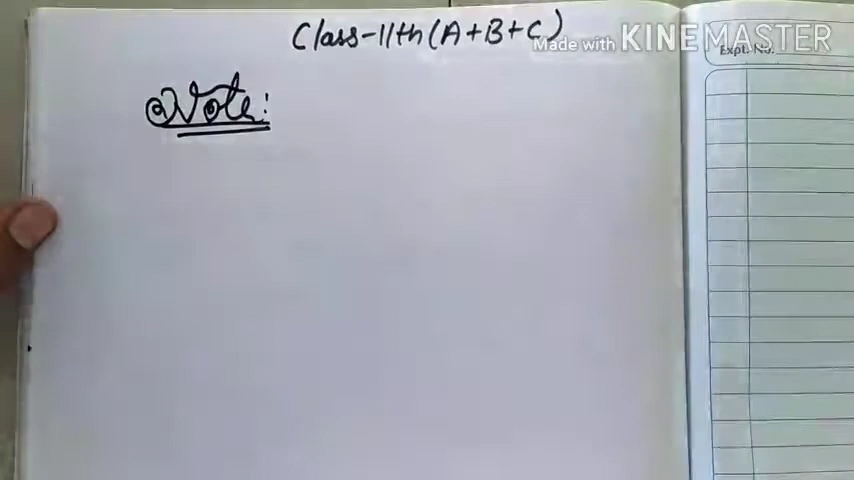 Class-11th (A+B+C)
Made with KINEMASTER
Expt. No.
Note: